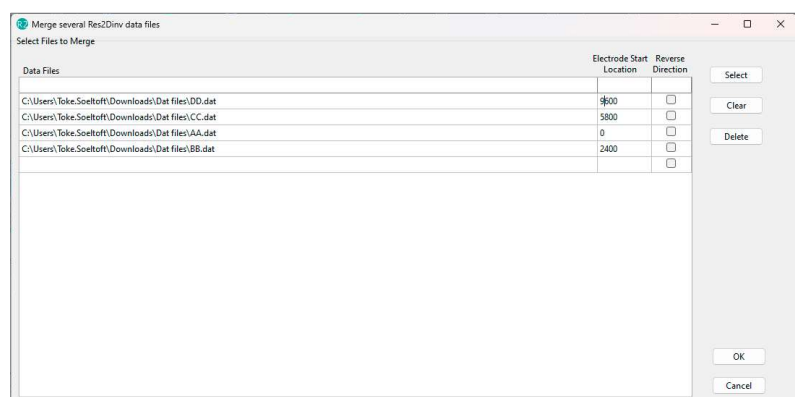 R2 Merge several Res2Dinv data files
Select Files to Merge
Data Files Electrode Start Location Reverse Direction
C:\Users\Toke.Soeltoft\Downloads\Dat files\DD.dat 9600
C:\Users\Toke.Soeltoft\Downloads\Dat files\CC.dat 5800
C:\Users\Toke.Soeltoft\Downloads\Dat files\AA.dat 0
C:\Users\Toke.Soeltoft\Downloads\Dat files\BB.dat 2400
Select
Clear
Delete
OK
Cancel